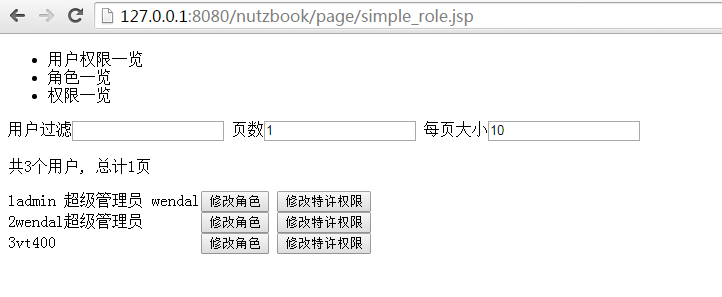 127.0.0.1:8080/nutzbook/page/simple_role.jsp
用户权限一览
角色一览
权限一览
用户过滤 页数 1 每页大小 10
共3个用户, 总计1页
1admin 超级管理员 wendal 修改角色 修改特许权限
2wendal超级管理员 修改角色 修改特许权限
3vt400 修改角色 修改特许权限